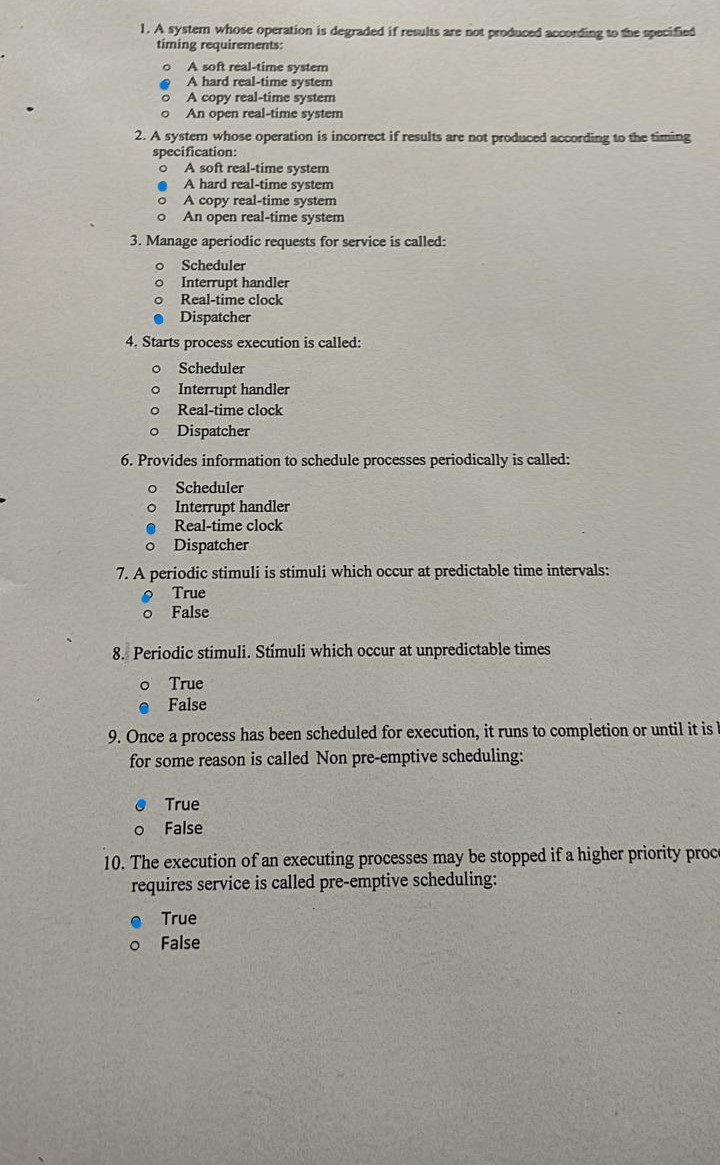 1. A system whose operation is degraded if results are not produced according to the specified
timing requirements:
o A soft real-time system
A hard real-time system
o A copy real-time system
o An open real-time system
2. A system whose operation is incorrect if results are not produced according to the timing
specification:
o A soft real-time system
A hard real-time system
o A copy real-time system
o An open real-time system
3. Manage aperiodic requests for service is called:
o Scheduler
o Interrupt handler
o Real-time clock
Dispatcher
4. Starts process execution is called:
o Scheduler
o Interrupt handler
o Real-time clock
o Dispatcher
6. Provides information to schedule processes periodically is called:
o Scheduler
o Interrupt handler
Real-time clock
o Dispatcher
7. A periodic stimuli is stimuli which occur at predictable time intervals:
True
o False
8. Periodic stimuli. Stimuli which occur at unpredictable times
o True
False
9. Once a process has been scheduled for execution, it runs to completion or until it is
for some reason is called Non pre-emptive scheduling:
True
o False
10. The execution of an executing processes may be stopped if a higher priority
requires service is called pre-emptive scheduling:
True
o False